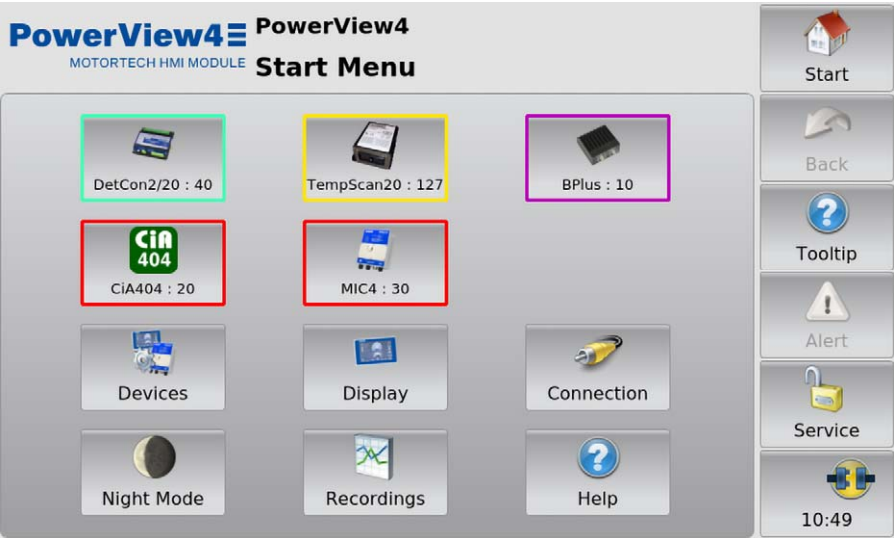 PowerView4
MOTORTECH HMI MODULE
PowerView4
Start Menu
DetCon2/20 : 40
TempScan20 : 127
BPlus : 10
CiA
404
CiA404 : 20
MIC4 : 30
Devices
Display
Connection
Night Mode
Recordings
Help
Start
Back
Tooltip
Alert
Service
10:49